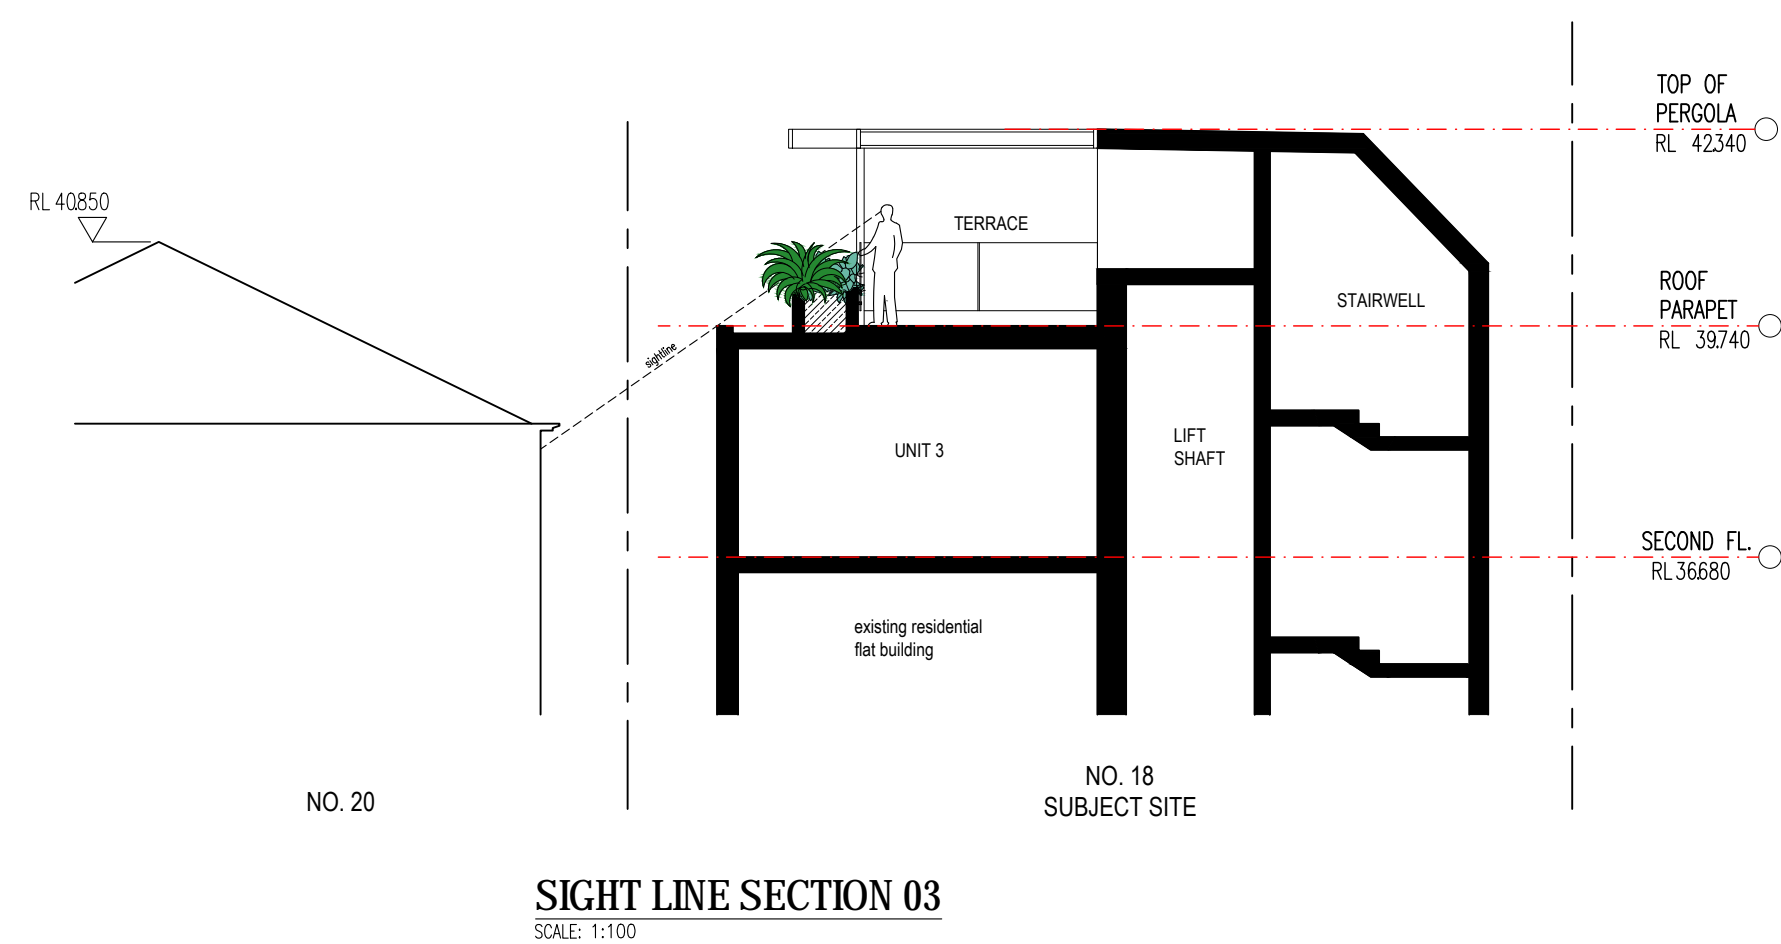 TOP OF
PERGOLA
RL 42.340
RL 40.850
TERRACE
ROOF
PARAPET
RL 39.740
STAIRWELL
sightline
UNIT 3
LIFT
SHAFT
SECOND FL.
RL 36.680
existing residential
flat building
NO. 20
NO. 18
SUBJECT SITE
SIGHT LINE SECTION 03
SCALE: 1:100